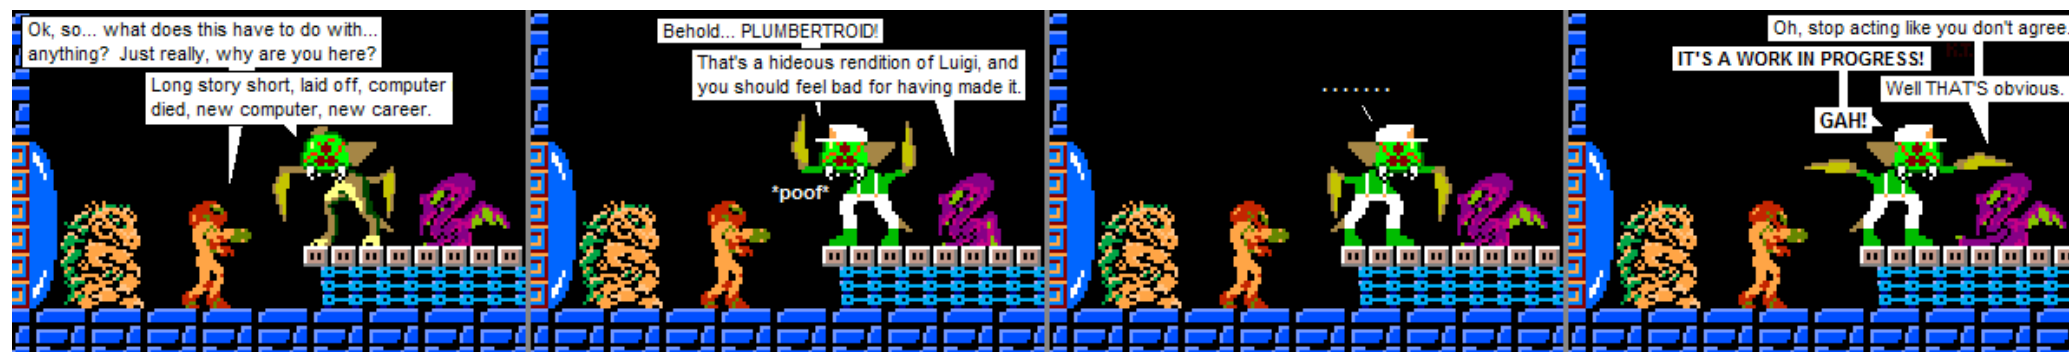 Ok, so... what does this have to do with...
anything? Just really, why are you here?
Long story short, laid off, computer
died, new computer, new career.
Behold... PLUMBERTROID!
That's a hideous rendition of Luigi, and
you should feel bad for having made it.
*poof*
.......
Oh, stop acting like you don't agree.
IT'S A WORK IN PROGRESS!
Well THAT'S obvious.
GAH!